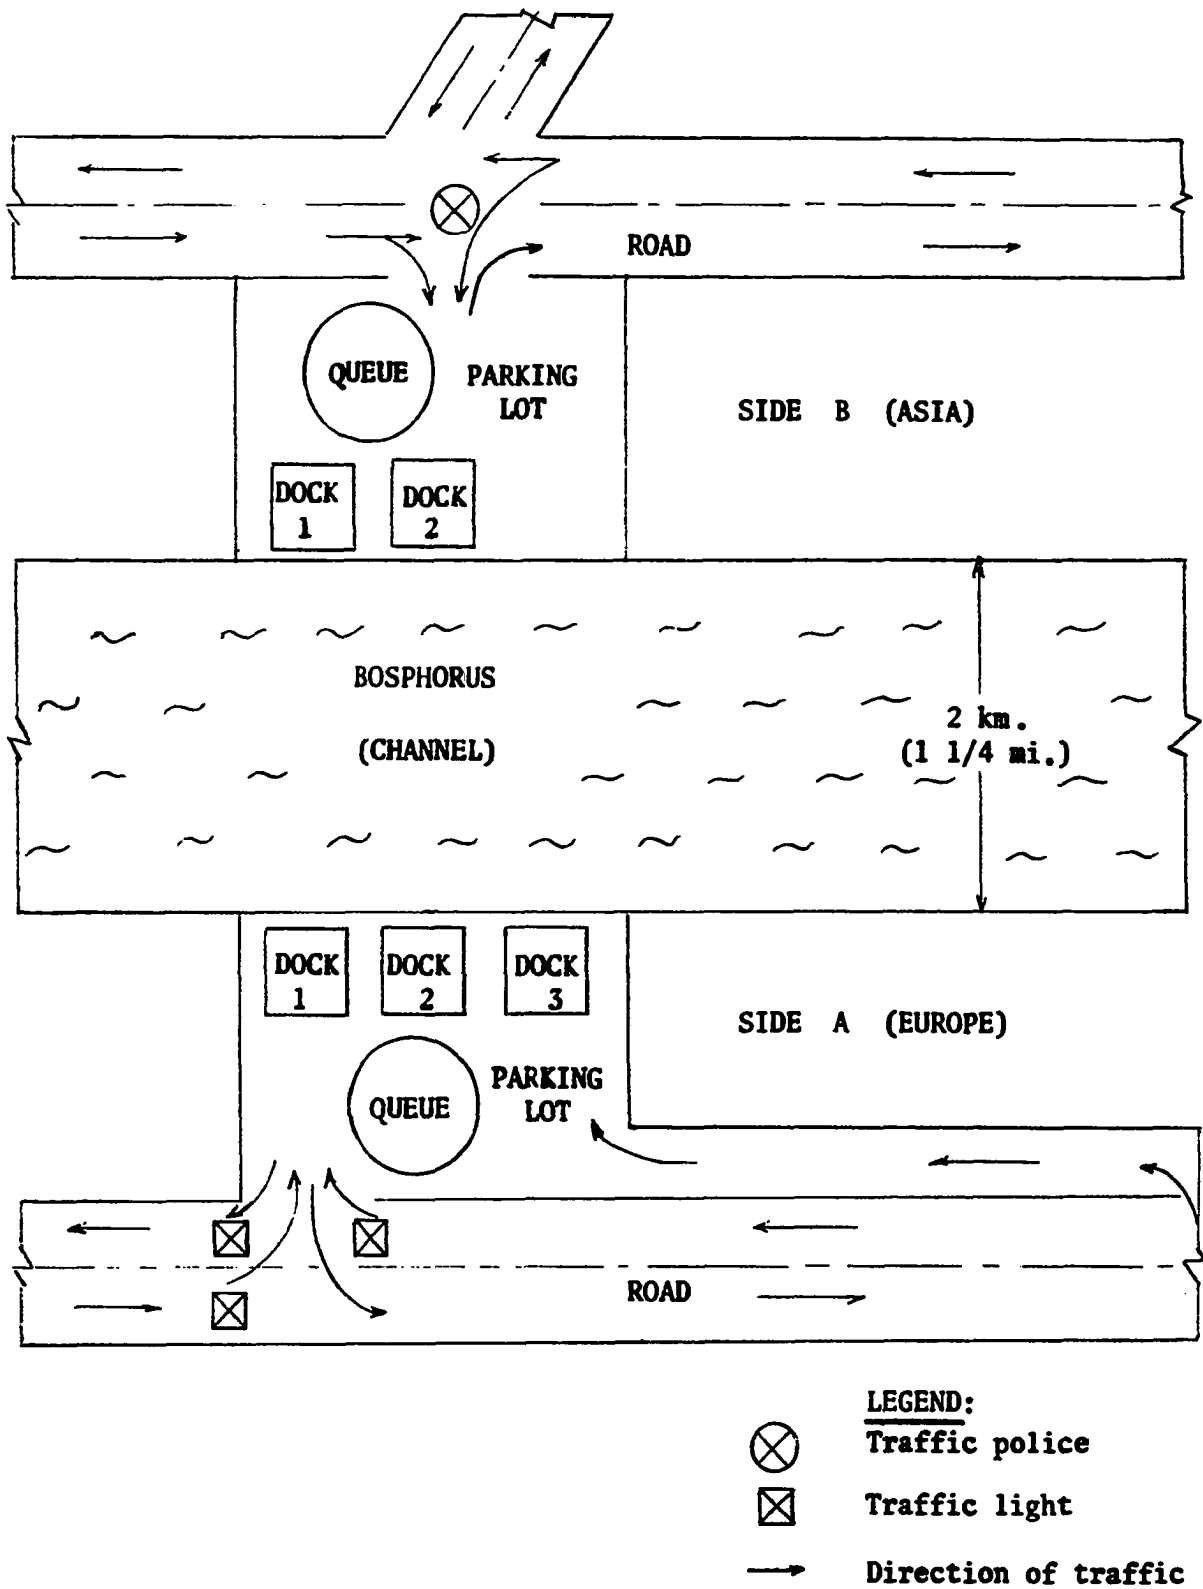 ROAD
QUEUE
PARKING
LOT
SIDE B (ASIA)
DOCK
1
DOCK
2
BOSPHORUS
(CHANNEL)
2 km.
(1 1/4 mi.)
DOCK
1
DOCK
2
DOCK
3
SIDE A (EUROPE)
QUEUE
PARKING
LOT
ROAD
LEGEND:
Traffic police
Traffic light
Direction of traffic